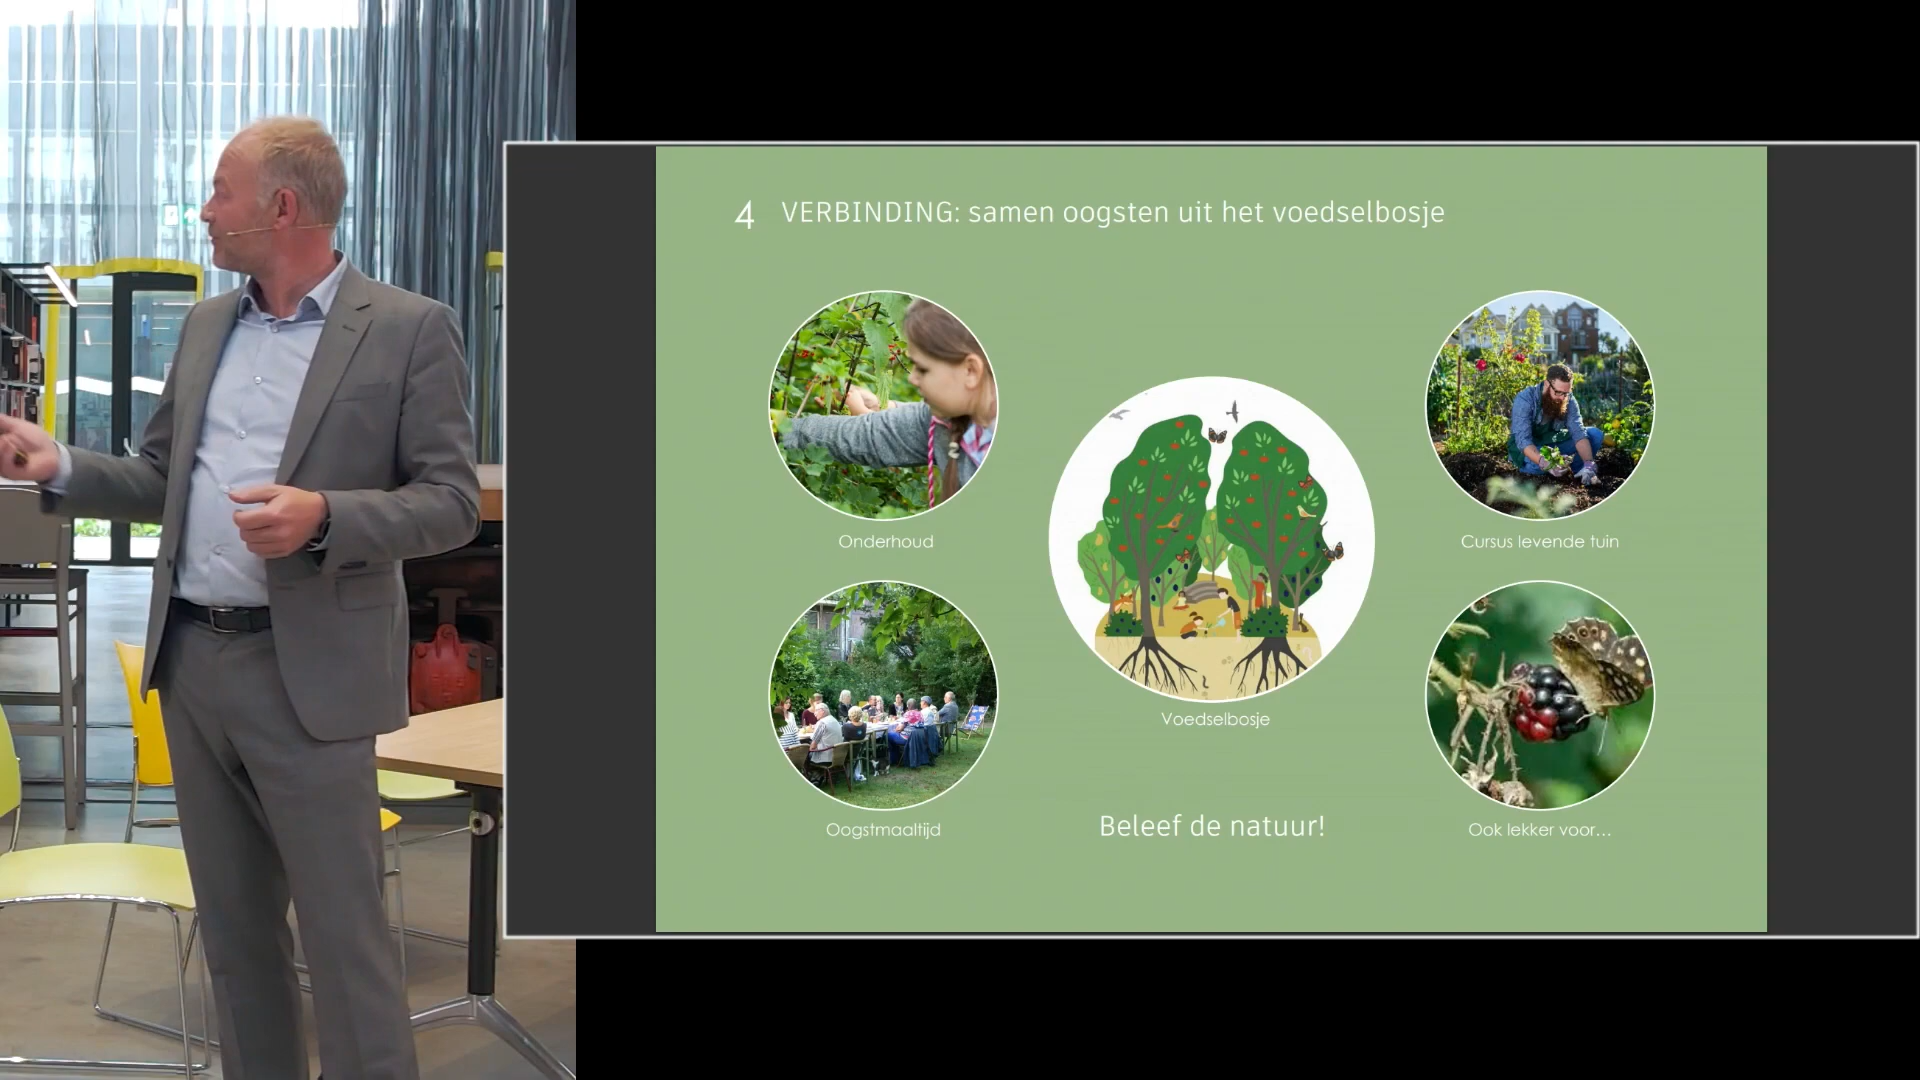 4 VERBINDING: samen oogsten uit het voedselbosje
Onderhoud
Cursus levende tuin
Voedselbosje
Oogstmaaltijd
Beleef de natuur!
Ook lekker voor...